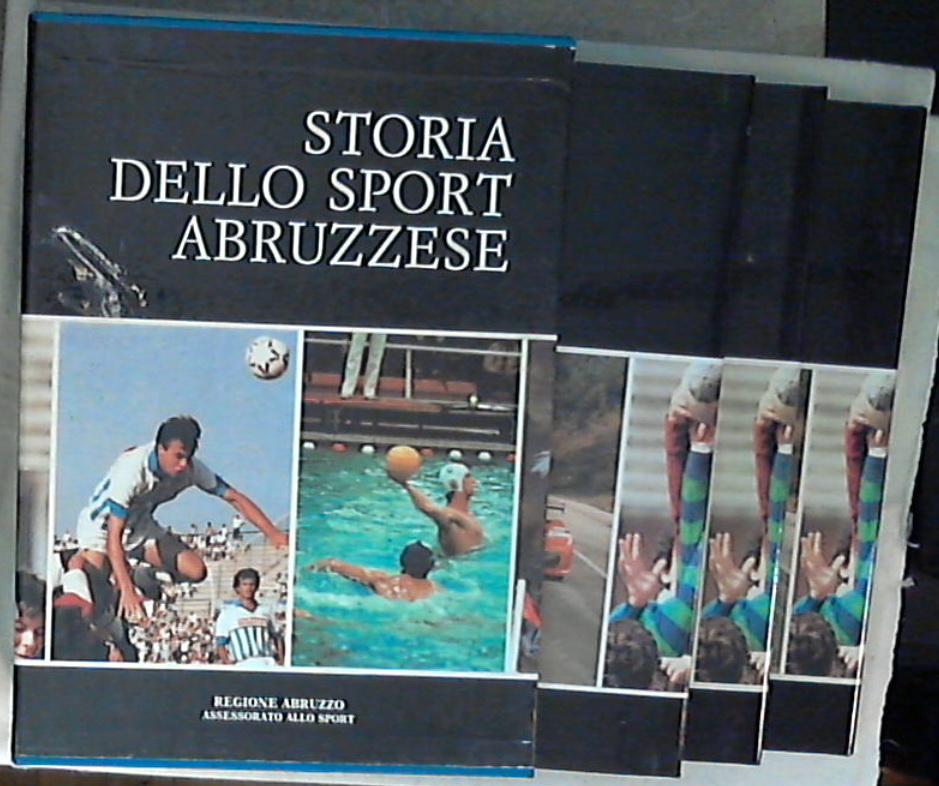 STORIA
DELLO SPORT
ABRUZZESE
REGIONE ABRUZZO
ASSESSORATO ALLO SPORT